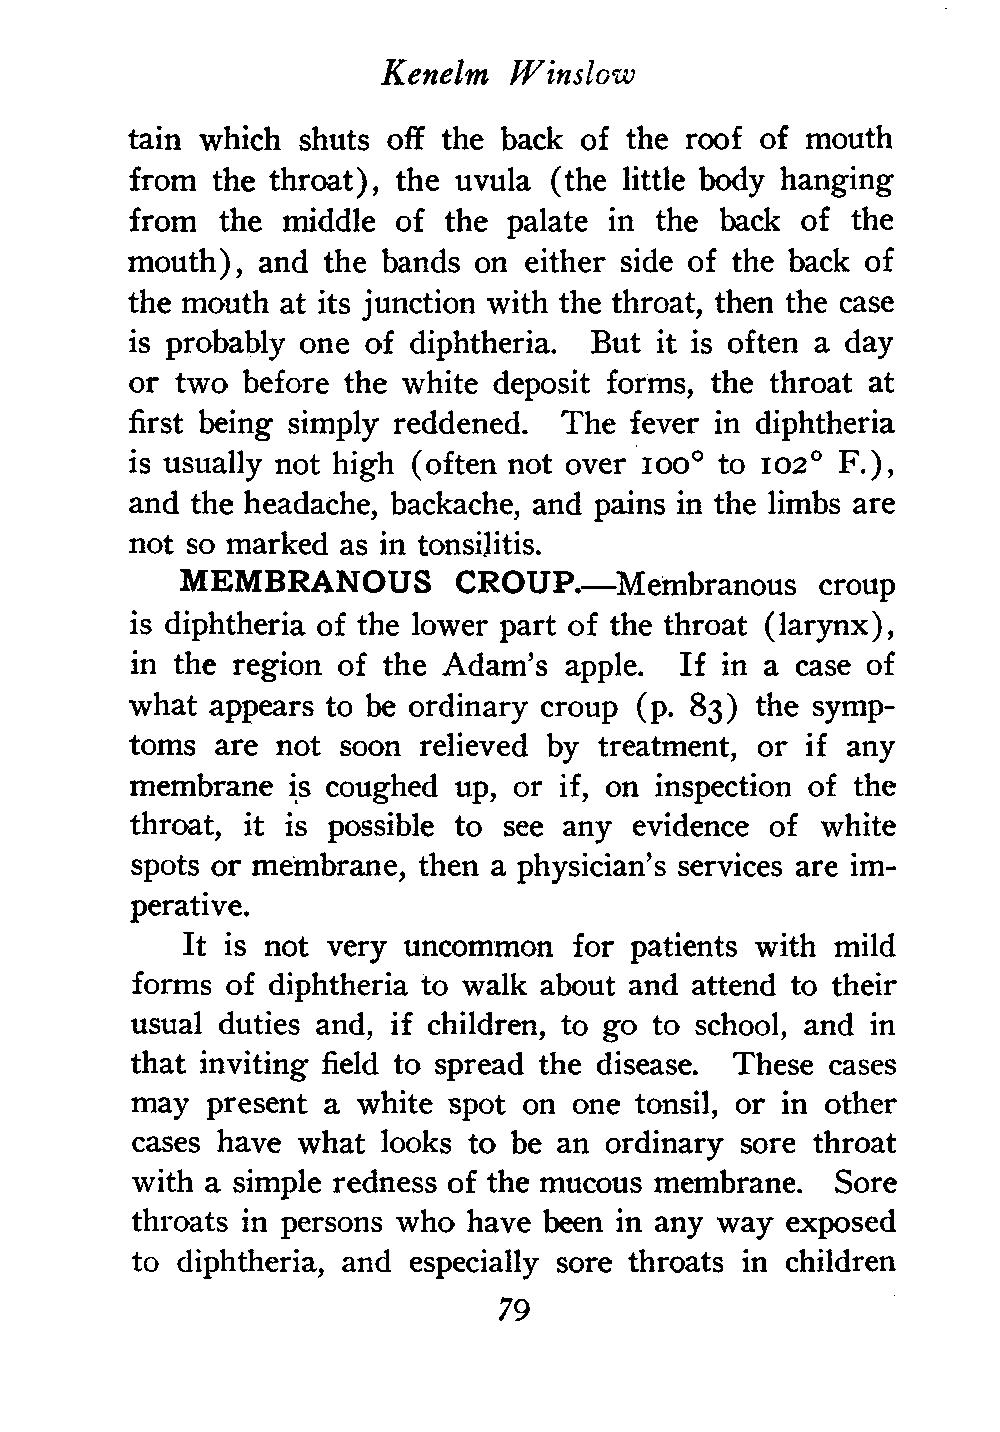 Kenelm Winslow
tain which shuts off the back of the roof of mouth
from the throat), the uvula (the little body hanging
from the middle of the palate in the back of the
mouth), and the bands on either side of the back of
the mouth at its junction with the throat, then the case
is probably one of diphtheria. But it is often a day
or two before the white deposit forms, the throat at
first being simply reddened. The fever in diphtheria
is usually not high (often not over 100° to 102° F.),
and the headache, backache, and pains in the limbs are
not so marked as in tonsilitis.
MEMBRANOUS CROUP.—Membranous croup
is diphtheria of the lower part of the throat (larynx),
in the region of the Adam's apple. If in a case of
what appears to be ordinary croup (p. 83) the symp-
toms are not soon relieved by treatment, or if any
membrane is coughed up, or if, on inspection of the
throat, it is possible to see any evidence of white
spots or membrane, then a physician's services are im-
perative.
It is not very uncommon for patients with mild
forms of diphtheria to walk about and attend to their
usual duties and, if children, to go to school, and in
that inviting field to spread the disease. These cases
may present a white spot on one tonsil, or in other
cases have what looks to be an ordinary sore throat
with a simple redness of the mucous membrane. Sore
throats in persons who have been in any way exposed
to diphtheria, and especially sore throats in children
79